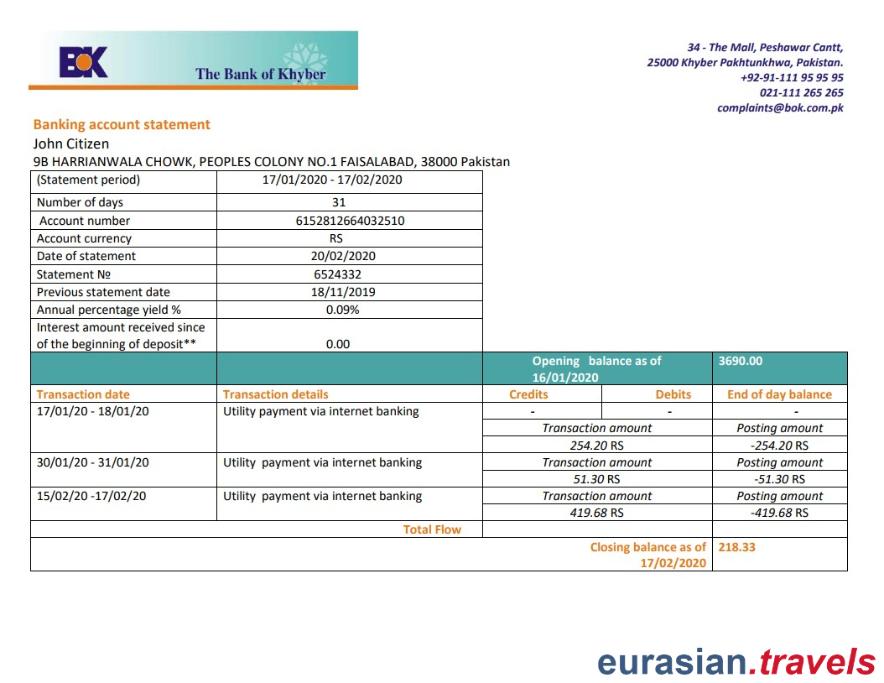 BOK
The Bank of Khyber
34 - The Mall, Peshawar Cantt,
25000 Khyber Pakhtunkhwa, Pakistan.
+92-91-111 95 95 95
021-111 265 265
complaints@bok.com.pk
Banking account statement
John Citizen
9B HARRIANWALA CHOWK, PEOPLES COLONY NO.1 FAISALABAD, 38000 Pakistan
(Statement period) 17/01/2020 - 17/02/2020
Number of days 31
Account number 6152812664032510
Account currency RS
Date of statement 20/02/2020
Statement № 6524332
Previous statement date 18/11/2019
Annual percentage yield % 0.09%
Interest amount received since
of the beginning of deposit** 0.00
Opening balance as of 3690.00
16/01/2020
Transaction date Transaction details Credits Debits End of day balance
17/01/20 - 18/01/20 Utility payment via internet banking - - -
Transaction amount Posting amount
254.20 RS -254.20 RS
30/01/20 - 31/01/20 Utility payment via internet banking Transaction amount Posting amount
51.30 RS -51.30 RS
15/02/20 -17/02/20 Utility payment via internet banking Transaction amount Posting amount
419.68 RS -419.68 RS
Total Flow
Closing balance as of 218.33
17/02/2020
eurasian.travels